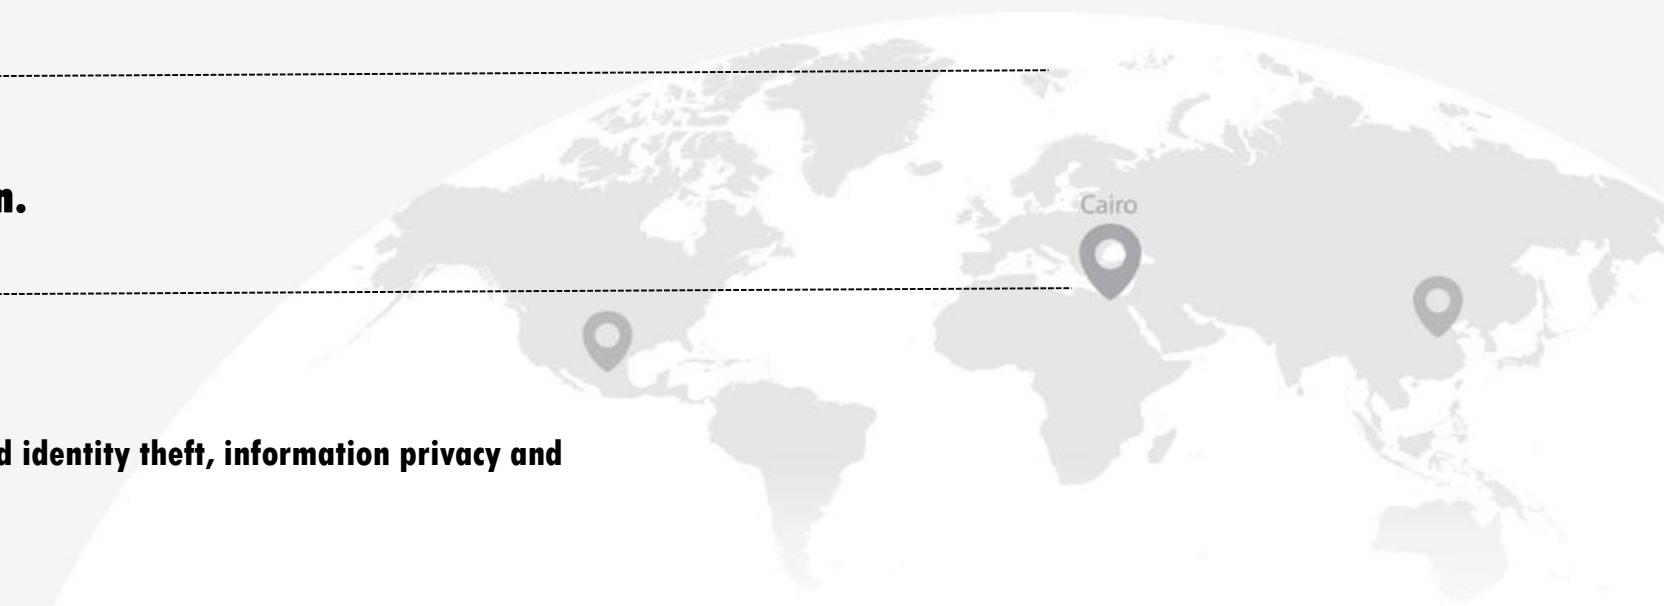 n.
Cairo
d identity theft, information privacy and